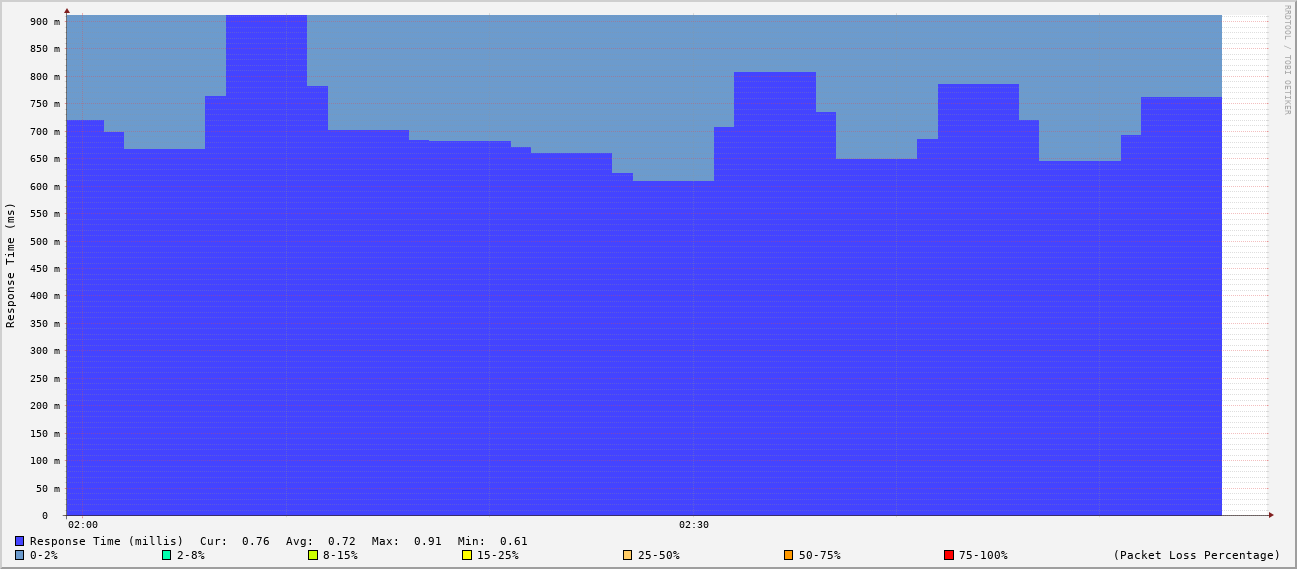 RRDTOOL / TOBI OETIKER
Response Time (ms)
900 m
850 m
800 m
750 m
700 m
650 m
600 m
550 m
500 m
450 m
400 m
350 m
300 m
250 m
200 m
150 m
100 m
50 m
0
02:00 02:30
Response Time (millis) Cur: 0.76 Avg: 0.72 Max: 0.91 Min: 0.61
0-2% 2-8% 8-15% 15-25% 25-50% 50-75% 75-100% (Packet Loss Percentage)